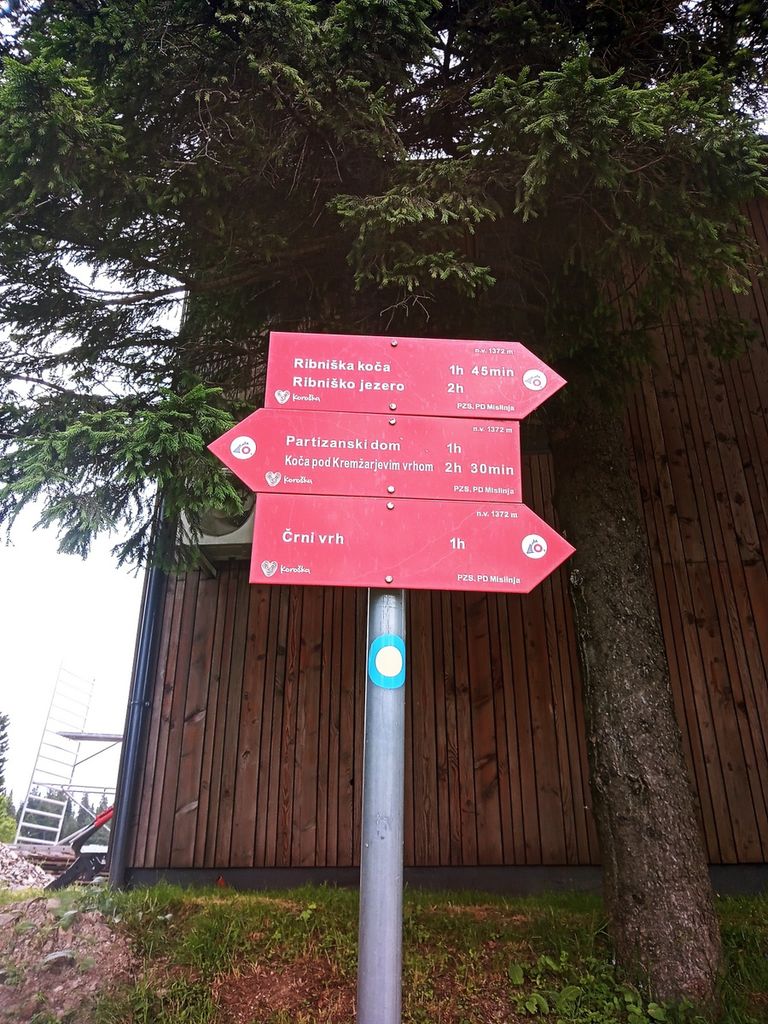 n.v. 1372 m
Ribniška koča 1h 45min
Ribniško jezero 2h
Koroška PZS, PD Mislinja
n.v. 1372 m
Partizanski dom 1h
Koča pod Kremžarjevim vrhom 2h 30min
Koroška PZS, PD Mislinja
n.v. 1372 m
Črni vrh 1h
Koroška PZS, PD Mislinja